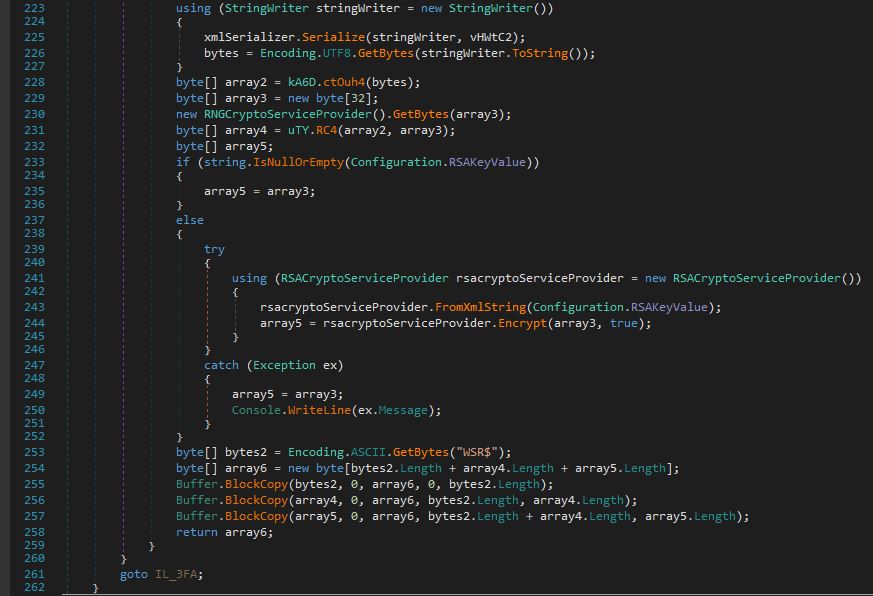 223 using (StringWriter stringWriter = new StringWriter())
224 {
225 xmlSerializer.Serialize(stringWriter, vHWtC2);
226 bytes = Encoding.UTF8.GetBytes(stringWriter.ToString());
227 }
228 byte[] array2 = kA6D.ctOuh4(bytes);
229 byte[] array3 = new byte[32];
230 new RNGCryptoServiceProvider().GetBytes(array3);
231 byte[] array4 = uTY.RC4(array2, array3);
232 byte[] array5;
233 if (string.IsNullOrEmpty(Configuration.RSAKeyValue))
234 {
235 array5 = array3;
236 }
237 else
238 {
239 try
240 {
241 using (RSACryptoServiceProvider rsacryptoServiceProvider = new RSACryptoServiceProvider())
242 {
243 rsacryptoServiceProvider.FromXmlString(Configuration.RSAKeyValue);
244 array5 = rsacryptoServiceProvider.Encrypt(array3, true);
245 }
246 }
247 catch (Exception ex)
248 {
249 array5 = array3;
250 Console.WriteLine(ex.Message);
251 }
252 }
253 byte[] bytes2 = Encoding.ASCII.GetBytes("WSR$");
254 byte[] array6 = new byte[bytes2.Length + array4.Length + array5.Length];
255 Buffer.BlockCopy(bytes2, 0, array6, 0, bytes2.Length);
256 Buffer.BlockCopy(array4, 0, array6, bytes2.Length, array4.Length);
257 Buffer.BlockCopy(array5, 0, array6, bytes2.Length + array4.Length, array5.Length);
258 return array6;
259 }
260 }
261 goto IL_3FA;
262 }